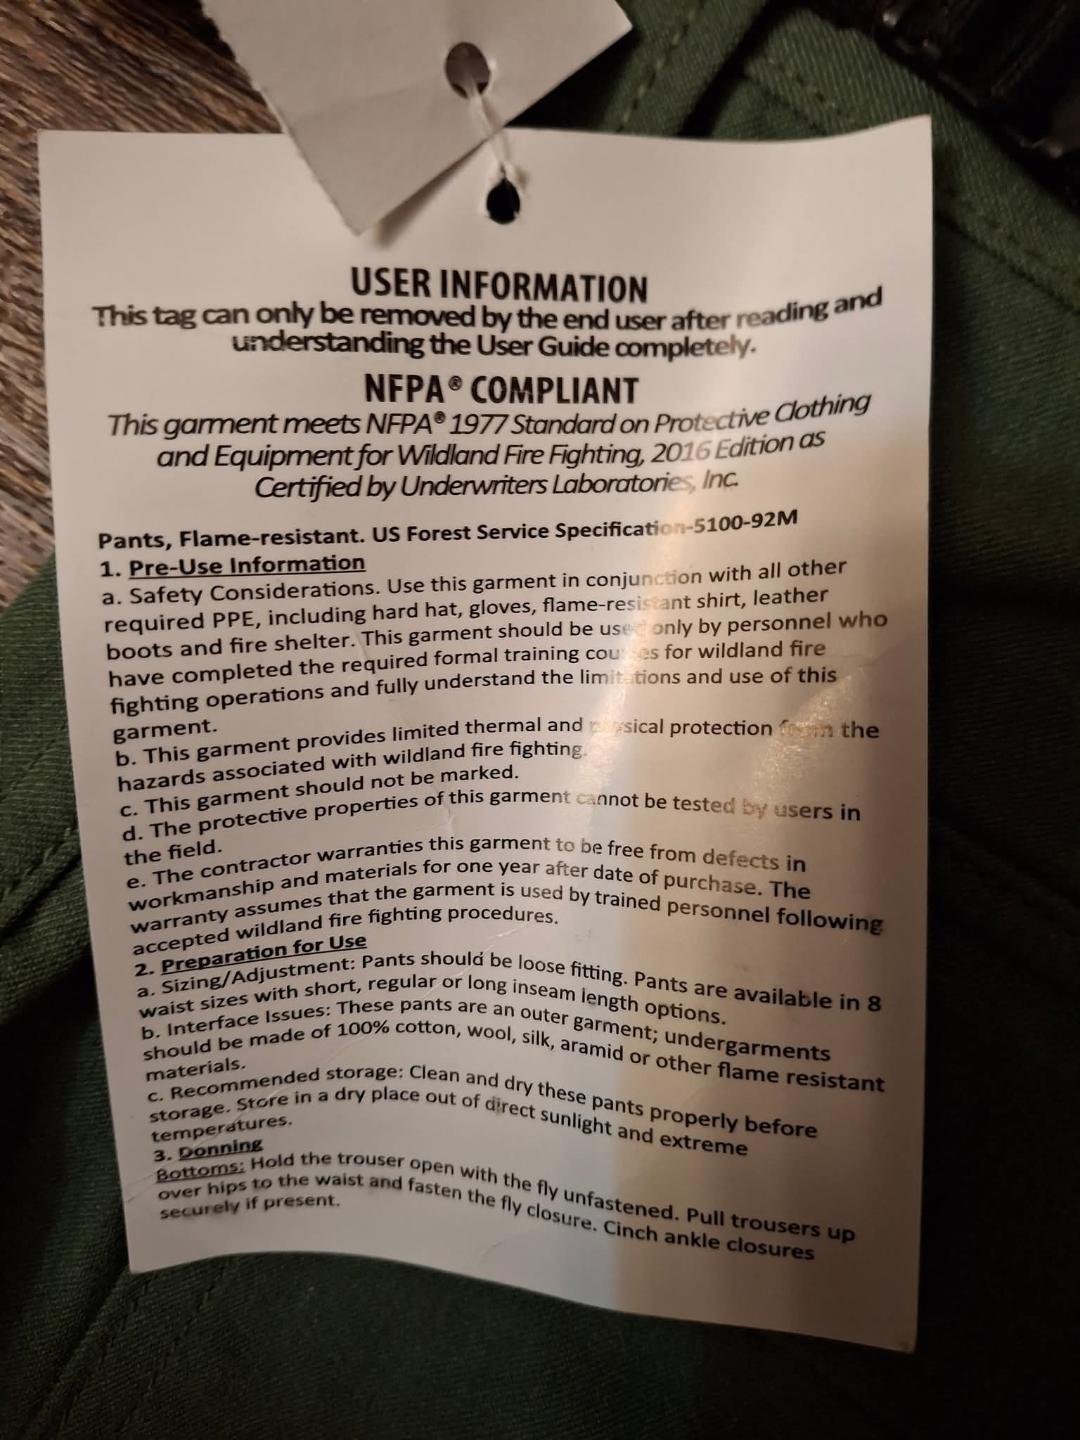 USER INFORMATION
This tag can only be removed by the end user after reading and
understanding the User Guide completely.
NFPA® COMPLIANT
This garment meets NFPA® 1977 Standard on Protective Clothing
and Equipment for Wildland Fire Fighting, 2016 Edition as
Certified by Underwriters Laboratories, Inc.
Pants, Flame-resistant. US Forest Service Specification-5100-92M
1. Pre-Use Information
a. Safety Considerations. Use this garment in conjunction with all other
required PPE, including hard hat, gloves, flame-resistant shirt, leather
boots and fire shelter. This garment should be used only by personnel who
have completed the required formal training courses for wildland fire
fighting operations and fully understand the limitations and use of this
garment.
b. This garment provides limited thermal and physical protection from the
hazards associated with wildland fire fighting.
c. This garment should not be marked.
d. The protective properties of this garment cannot be tested by users in
the field.
e. The contractor warranties this garment to be free from defects in
workmanship and materials for one year after date of purchase. The
warranty assumes that the garment is used by trained personnel following
accepted wildland fire fighting procedures.
2. Preparation for Use
a. Sizing/Adjustment: Pants should be loose fitting. Pants are available in 8
waist sizes with short, regular or long inseam length options.
b. Interface Issues: These pants are an outer garment; undergarments
should be made of 100% cotton, wool, silk, aramid or other flame resistant
materials.
c. Recommended storage: Clean and dry these pants properly before
storage. Store in a dry place out of direct sunlight and extreme
temperatures.
3. Donning
Bottoms: Hold the trouser open with the fly unfastened. Pull trousers up
over hips to the waist and fasten the fly closure. Cinch ankle closures
securely if present.